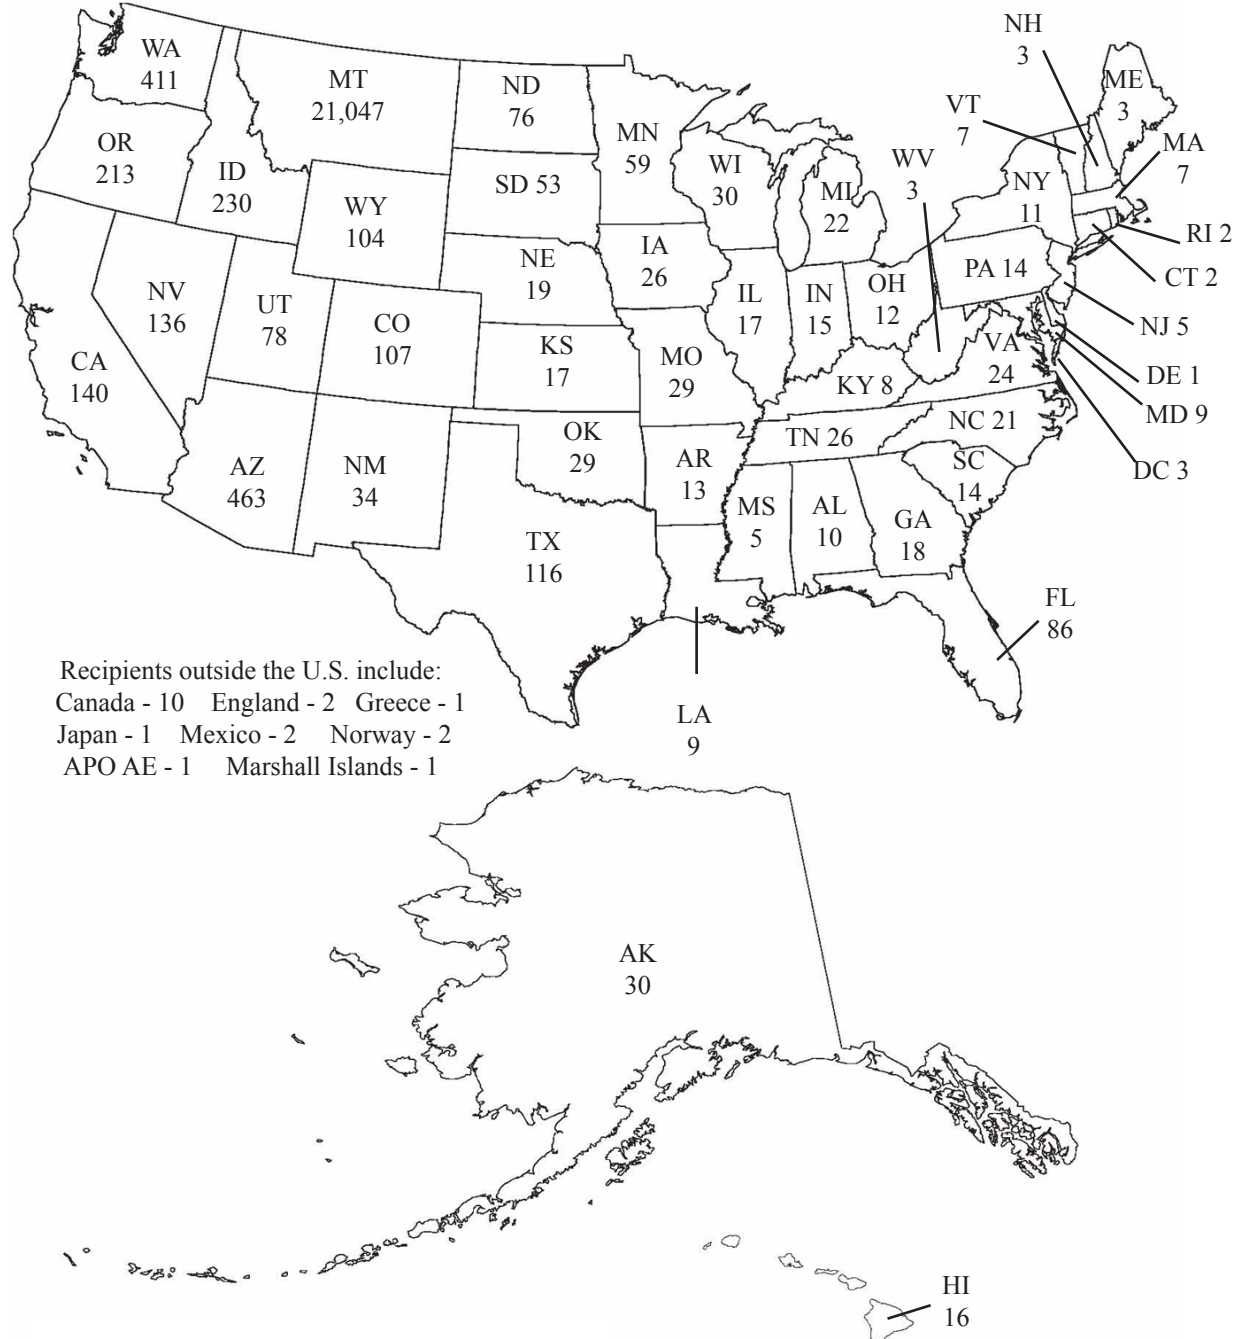 NH
3
WA
411
MT
21,047
ND
76
ME
3
VT
7
MN
59
OR
213
WV
3
MA
7
WI
30
ID
230
SD 53
MI
22
NY
11
WY
104
RI 2
IA
26
NE
19
PA 14
CT 2
OH
12
NV
136
IL
17
IN
15
UT
78
CO
107
NJ 5
KS
17
VA
24
CA
140
MO
29
KY 8
DE 1
MD 9
NC 21
OK
29
TN 26
AZ
463
NM
34
AR
13
SC
14
DC 3
MS
5
AL
10
GA
18
TX
116
FL
86
Recipients outside the U.S. include:
Canada - 10 England - 2 Greece - 1
Japan - 1 Mexico - 2 Norway - 2
APO AE - 1 Marshall Islands - 1
LA
9
AK
30
HI
16